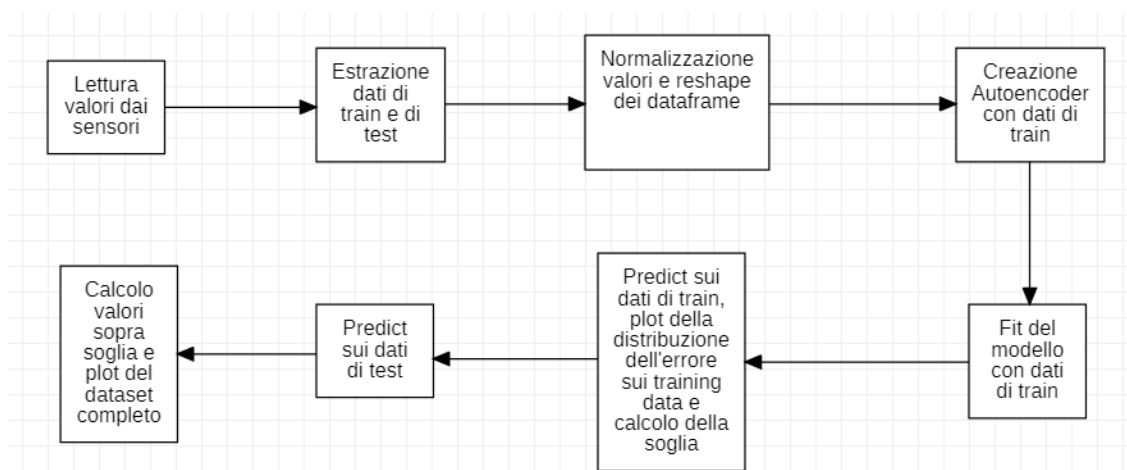 Lettura
valori dai
sensori
Estrazione
dati di
train e di
test
Normalizzazione
valori e reshape
dei dataframe
Creazione
Autoencoder
con dati di
train
Fit del
modello
con dati
di train
Predict sui
dati di train,
plot della
distribuzione
dell'errore
sui training
data e
calcolo della
soglia
Predict
sui dati
di test
Calcolo
valori
sopra
soglia e
plot del
dataset
completo